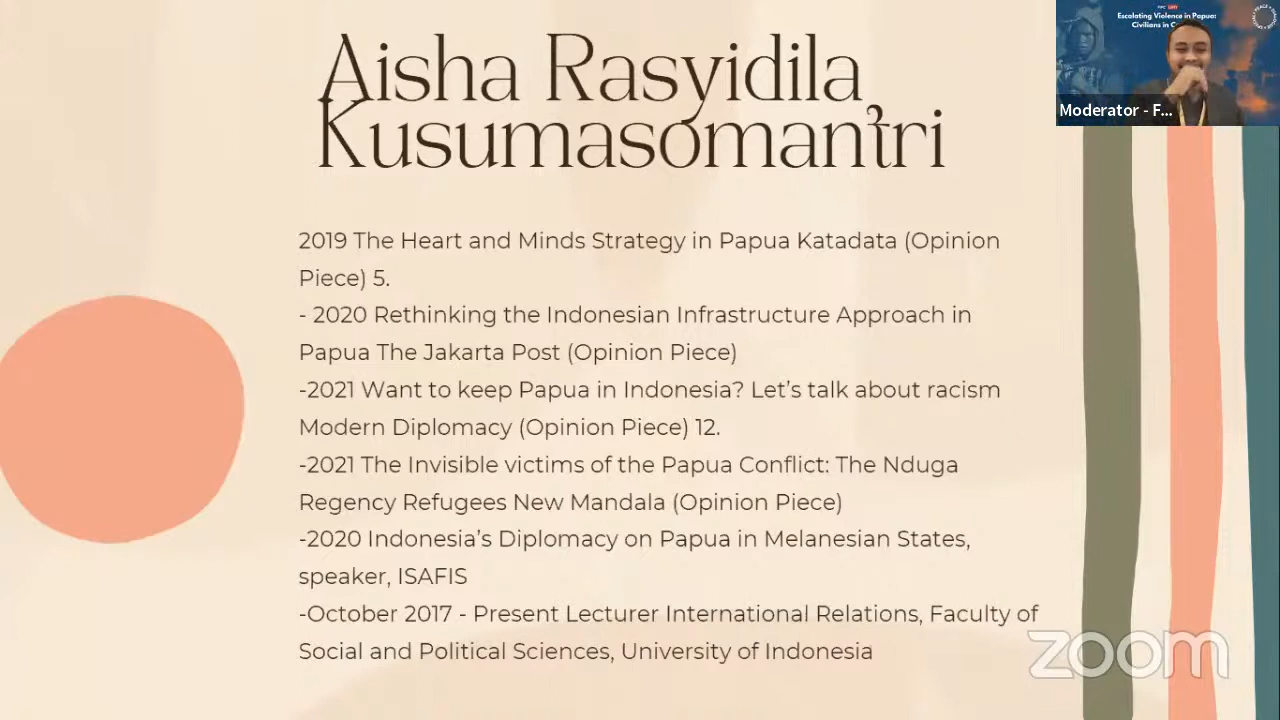 Aisha Rasyidila
Kusumasomantri
2019 The Heart and Minds Strategy in Papua Katadata (Opinion
Piece) 5.
- 2020 Rethinking the Indonesian Infrastructure Approach in
Papua The Jakarta Post (Opinion Piece)
-2021 Want to keep Papua in Indonesia? Let’s talk about racism
Modern Diplomacy (Opinion Piece) 12.
-2021 The Invisible victims of the Papua Conflict: The Nduga
Regency Refugees New Mandala (Opinion Piece)
-2020 Indonesia’s Diplomacy on Papua in Melanesian States,
speaker, ISAFIS
-October 2017 - Present Lecturer International Relations, Faculty of
Social and Political Sciences, University of Indonesia
Escalating Violence in Papua:
Civilians in
Moderator - F...
zoom